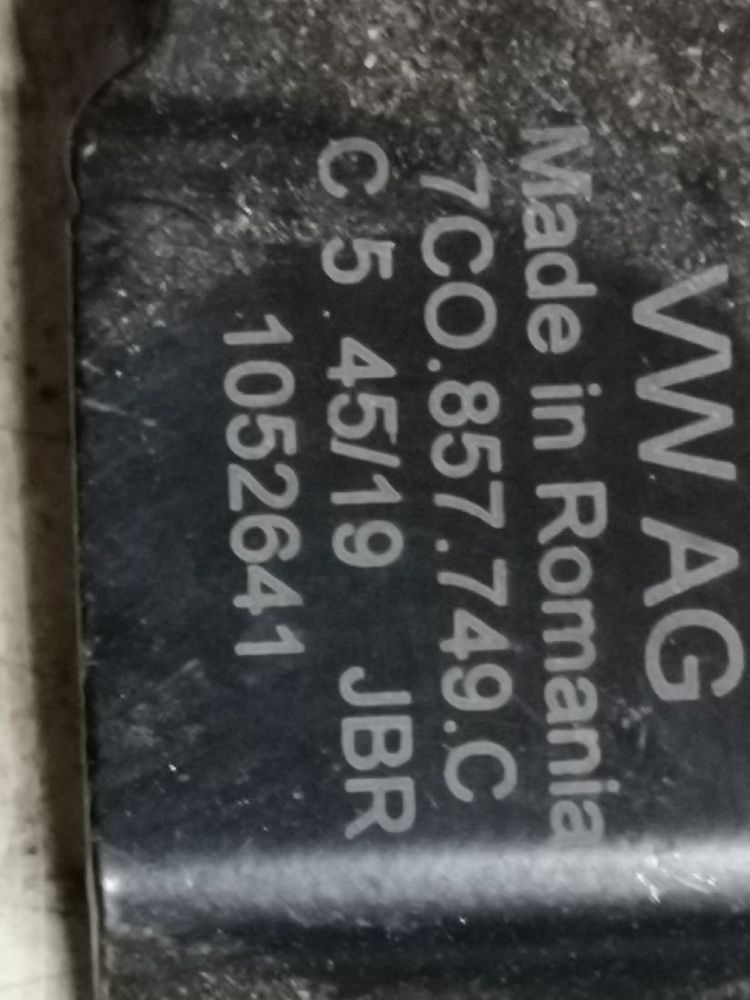 VW AG
Made in Romania
7C0.857.749.C
C 5 45/19 JBR
1052641